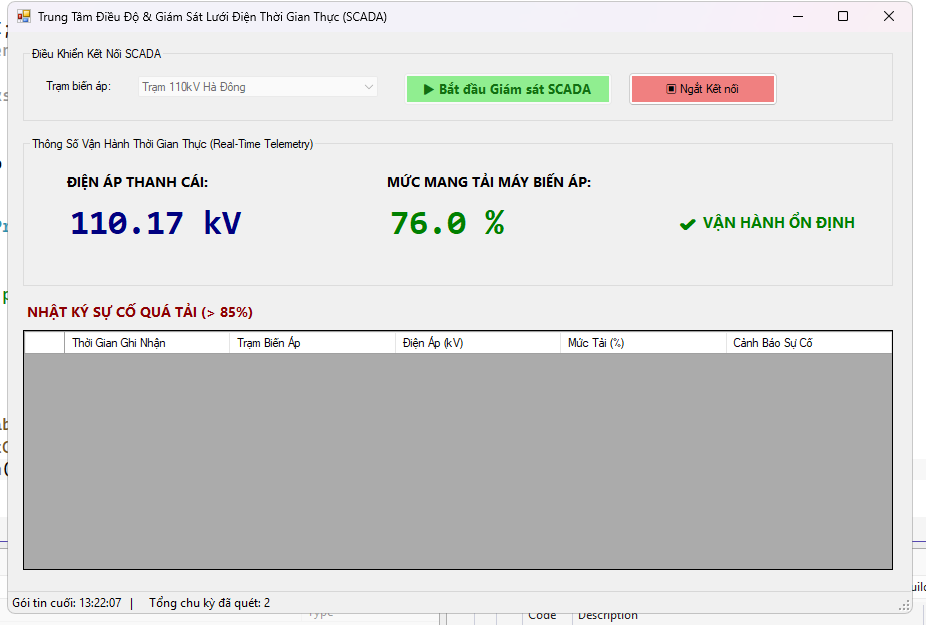 Trung Tâm Điều Độ & Giám Sát Lưới Điện Thời Gian Thực (SCADA)
Điều Khiển Kết Nối SCADA
Trạm biến áp:
Trạm 110kV Hà Đông
▶ Bắt đầu Giám sát SCADA
▣ Ngắt Kết nối
Thông Số Vận Hành Thời Gian Thực (Real-Time Telemetry)
ĐIỆN ÁP THANH CÁI:
MỨC MANG TẢI MÁY BIẾN ÁP:
110.17 kV
76.0 %
✔ VẬN HÀNH ỔN ĐỊNH
NHẬT KÝ SỰ CỐ QUÁ TẢI (> 85%)
Thời Gian Ghi Nhận
Trạm Biến Áp
Điện Áp (kV)
Mức Tải (%)
Cảnh Báo Sự Cố
Gói tin cuối: 13:22:07 | Tổng chu kỳ đã quét: 2
Type
Code
Description